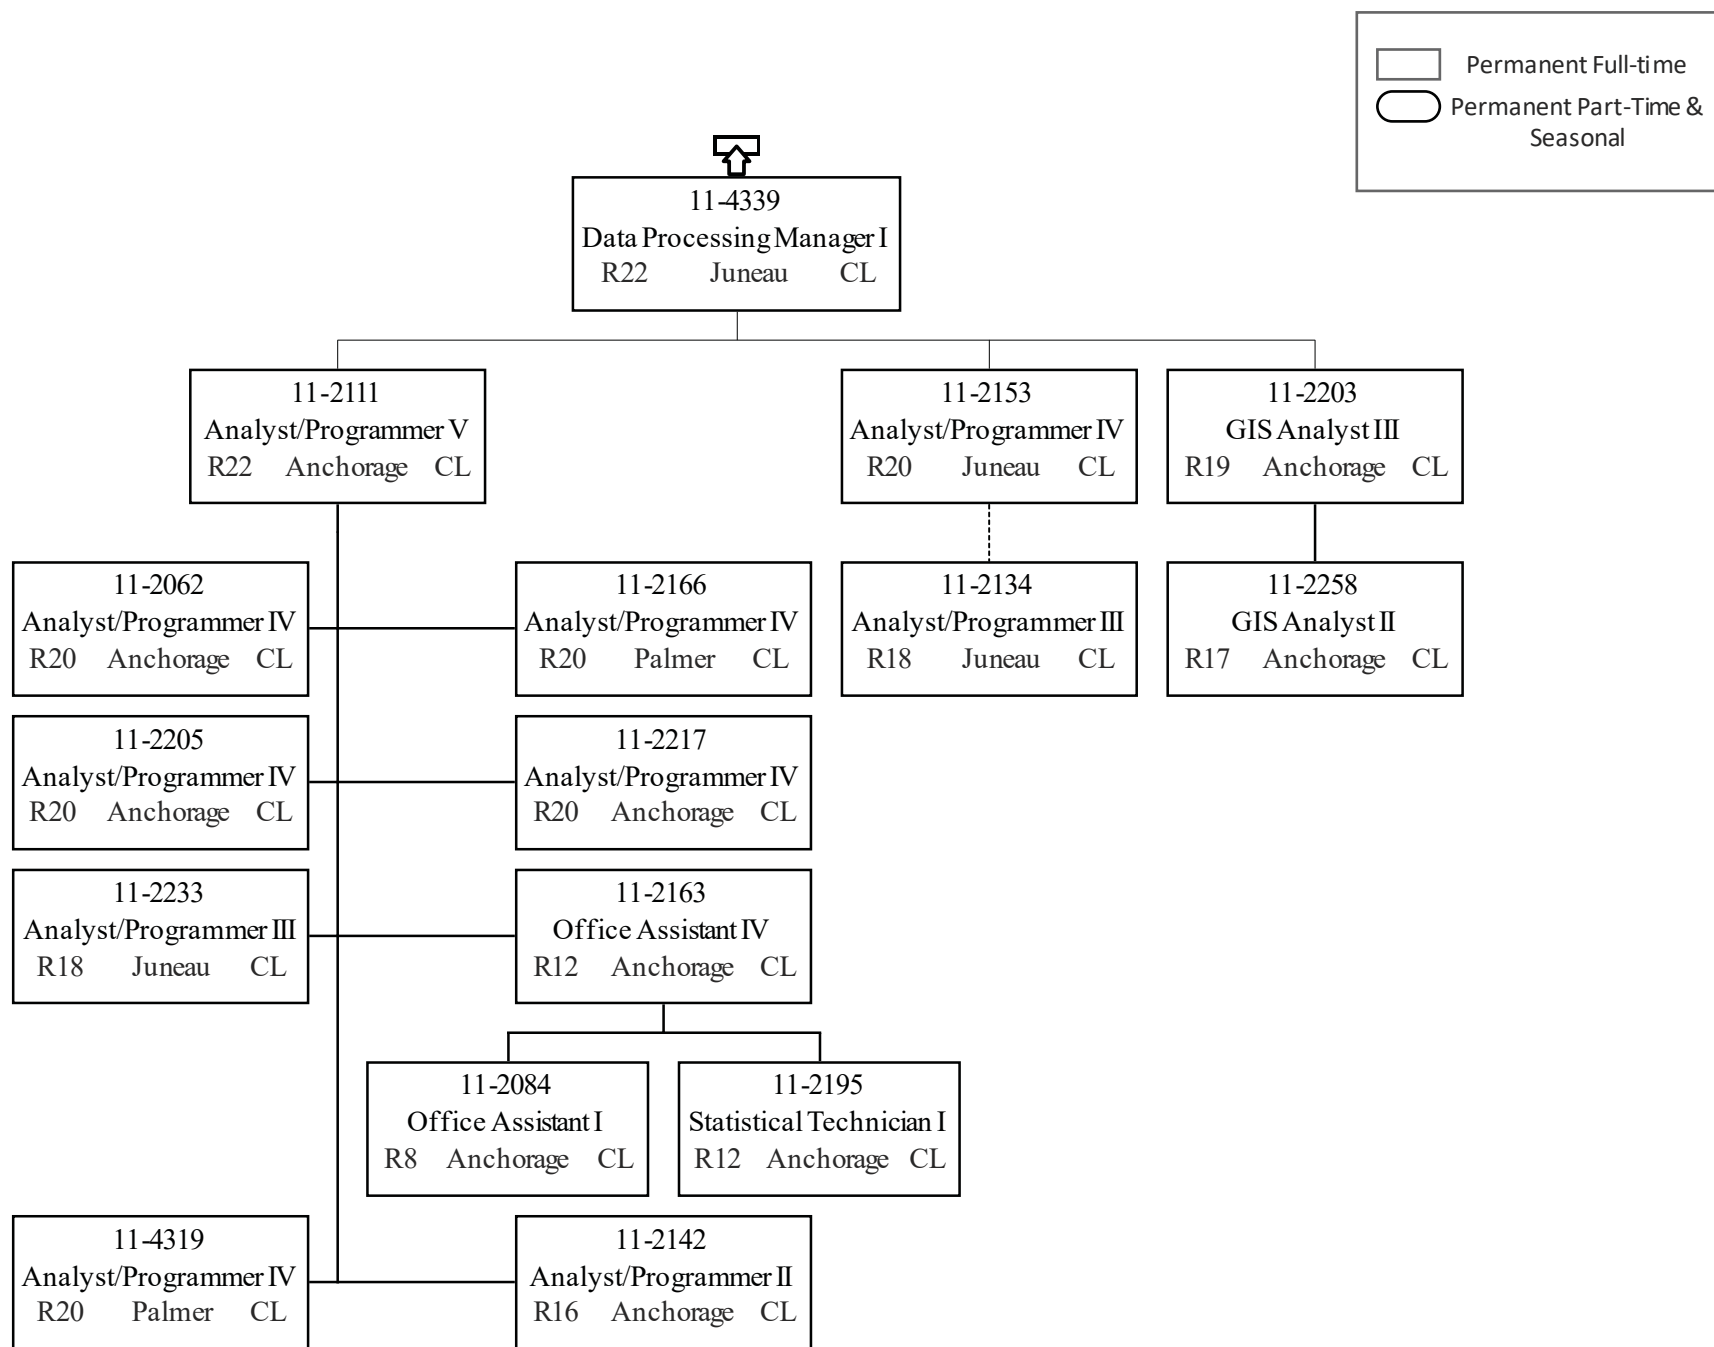 Permanent Full-time
Permanent Part-Time &
Seasonal
11-4339
Data Processing Manager I
R22 Juneau CL
11-2111
Analyst/Programmer V
R22 Anchorage CL
11-2153
Analyst/Programmer IV
R20 Juneau CL
11-2203
GIS Analyst III
R19 Anchorage CL
11-2062
Analyst/Programmer IV
R20 Anchorage CL
11-2166
Analyst/Programmer IV
R20 Palmer CL
11-2134
Analyst/Programmer III
R18 Juneau CL
11-2258
GIS Analyst II
R17 Anchorage CL
11-2205
Analyst/Programmer IV
R20 Anchorage CL
11-2217
Analyst/Programmer IV
R20 Anchorage CL
11-2233
Analyst/Programmer III
R18 Juneau CL
11-2163
Office Assistant IV
R12 Anchorage CL
11-2084
Office Assistant I
R8 Anchorage CL
11-2195
Statistical Technician I
R12 Anchorage CL
11-4319
Analyst/Programmer IV
R20 Palmer CL
11-2142
Analyst/Programmer II
R16 Anchorage CL